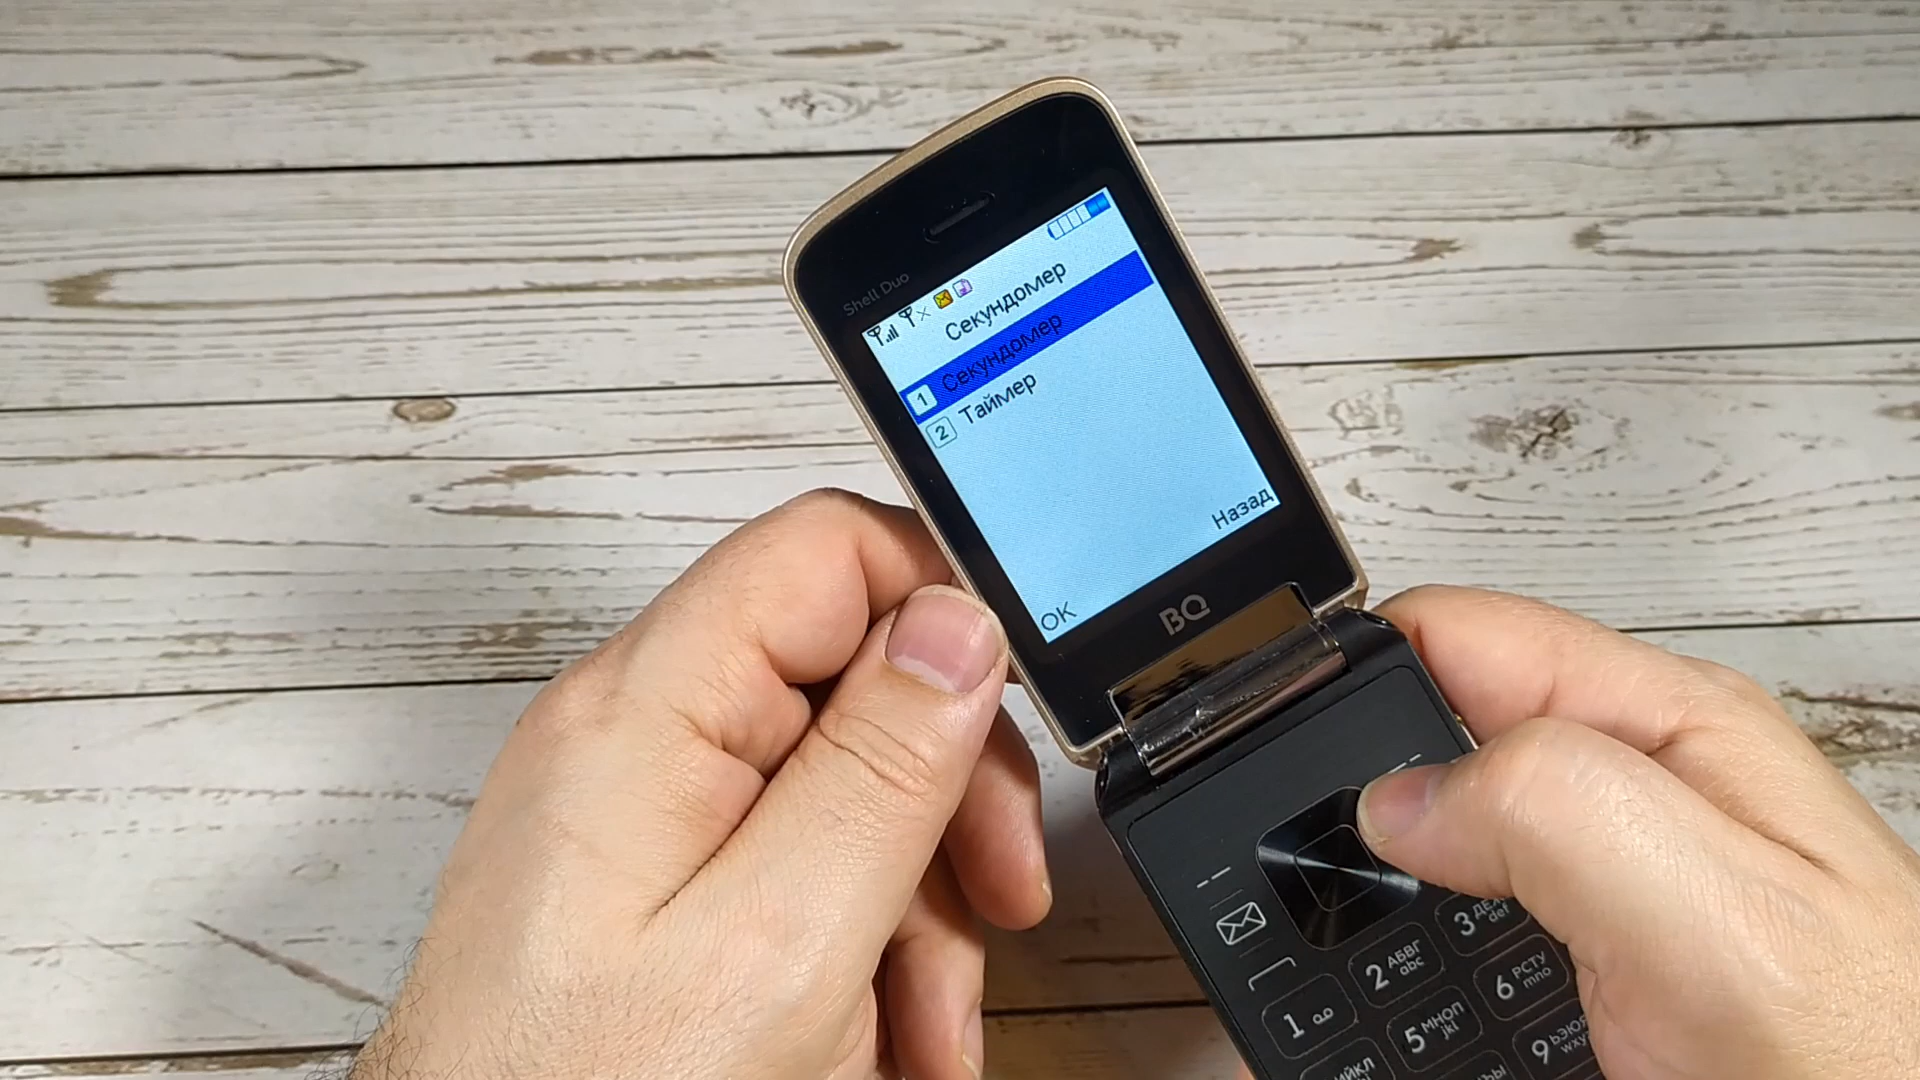 Shell Duo
Секундомер
1 Секундомер
2 Таймер
OK Назад
BQ
1
2 АБВГ abc
3 def
5 МНОП jkl
6 РСТУ mno
9